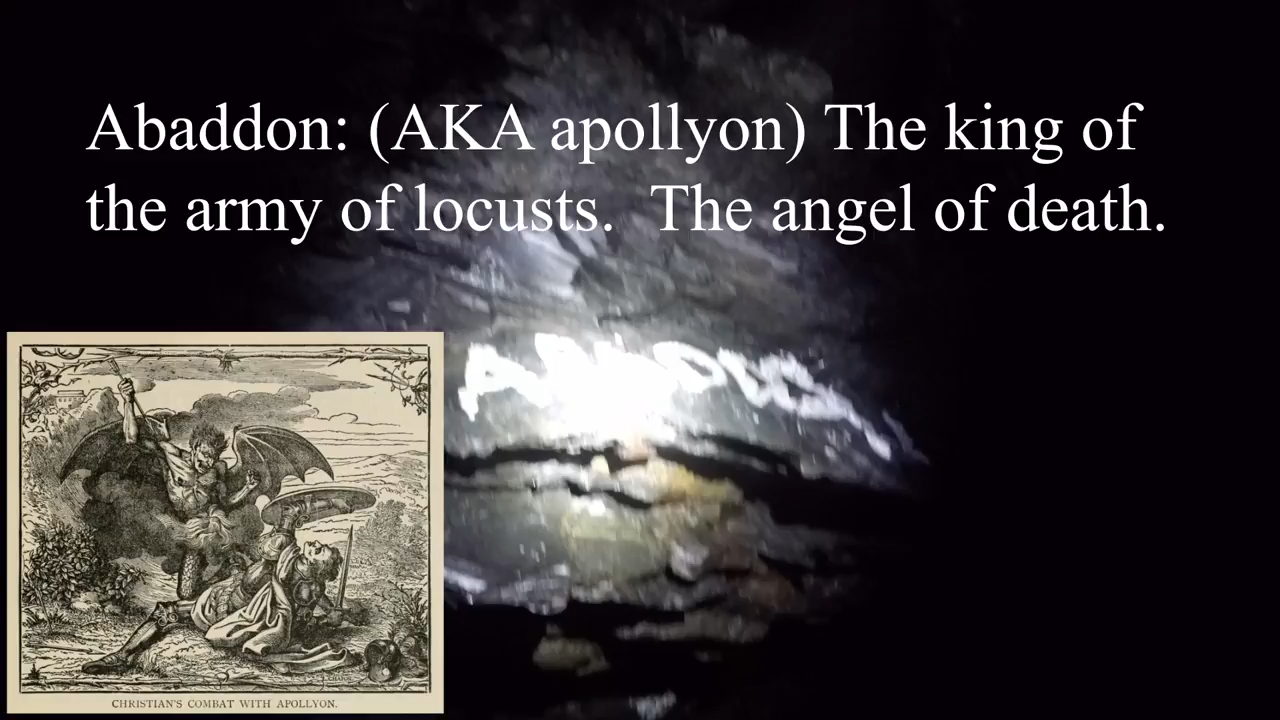 Abaddon: (AKA apollyon) The king of
the army of locusts.  The angel of death.
CHRISTIAN'S COMBAT WITH APOLLYON.